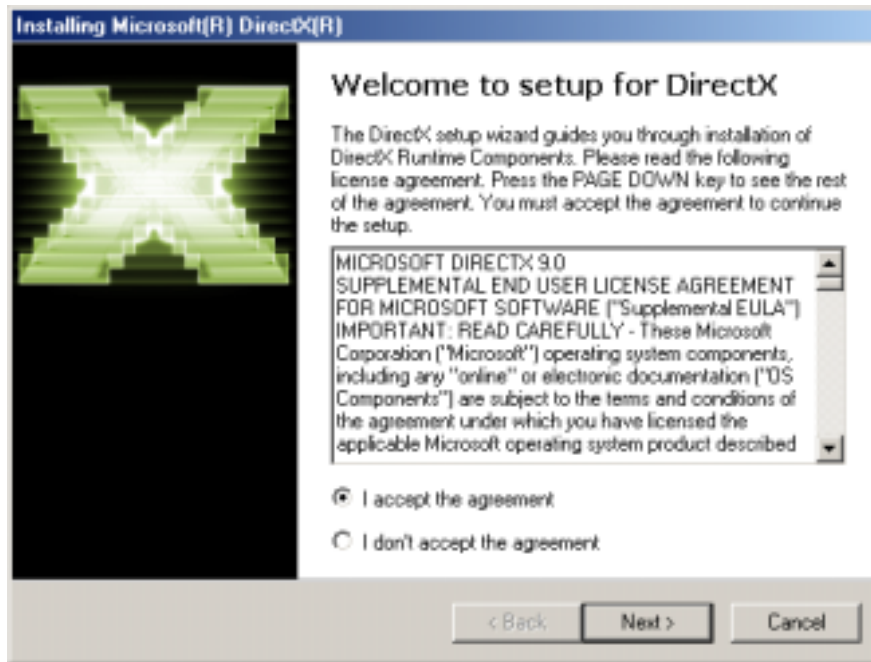 Installing Microsoft(R) DirectX(R)
Welcome to setup for DirectX
The DirectX setup wizard guides you through installation of
DirectX Runtime Components. Please read the following
license agreement. Press the PAGE DOWN key to see the rest
of the agreement. You must accept the agreement to continue
the setup.
MICROSOFT DIRECTX 9.0
SUPPLEMENTAL END USER LICENSE AGREEMENT
FOR MICROSOFT SOFTWARE ("Supplemental EULA")
IMPORTANT: READ CAREFULLY - These Microsoft
Corporation ("Microsoft") operating system components,
including any "online" or electronic documentation ("OS
Components") are subject to the terms and conditions of
the agreement under which you have licensed the
applicable Microsoft operating system product described
I accept the agreement
I don't accept the agreement
< Back
Next >
Cancel